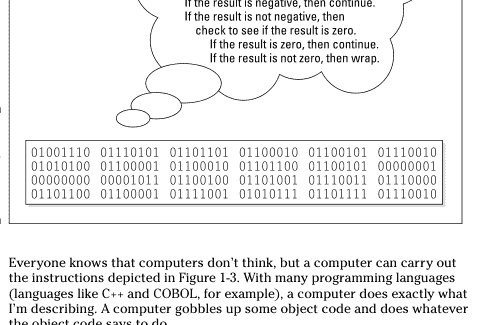 If the result is negative, then continue.
If the result is not negative, then
check to see if the result is zero.
If the result is zero, then continue.
If the result is not zero, then wrap.
01001110 01110101 01101101 01100010 01100101 01110010
01010100 01100001 01100010 01101100 01100101 00000001
00000000 00001011 01100100 01101001 01110011 01110000
01101100 01100001 01111001 01010111 01101111 01110010
Everyone knows that computers don't think, but a computer can carry out
the instructions depicted in Figure 1-3. With many programming languages
(languages like C++ and COBOL, for example), a computer does exactly what
I'm describing. A computer gobbles up some object code and does whatever
the object code says to do.